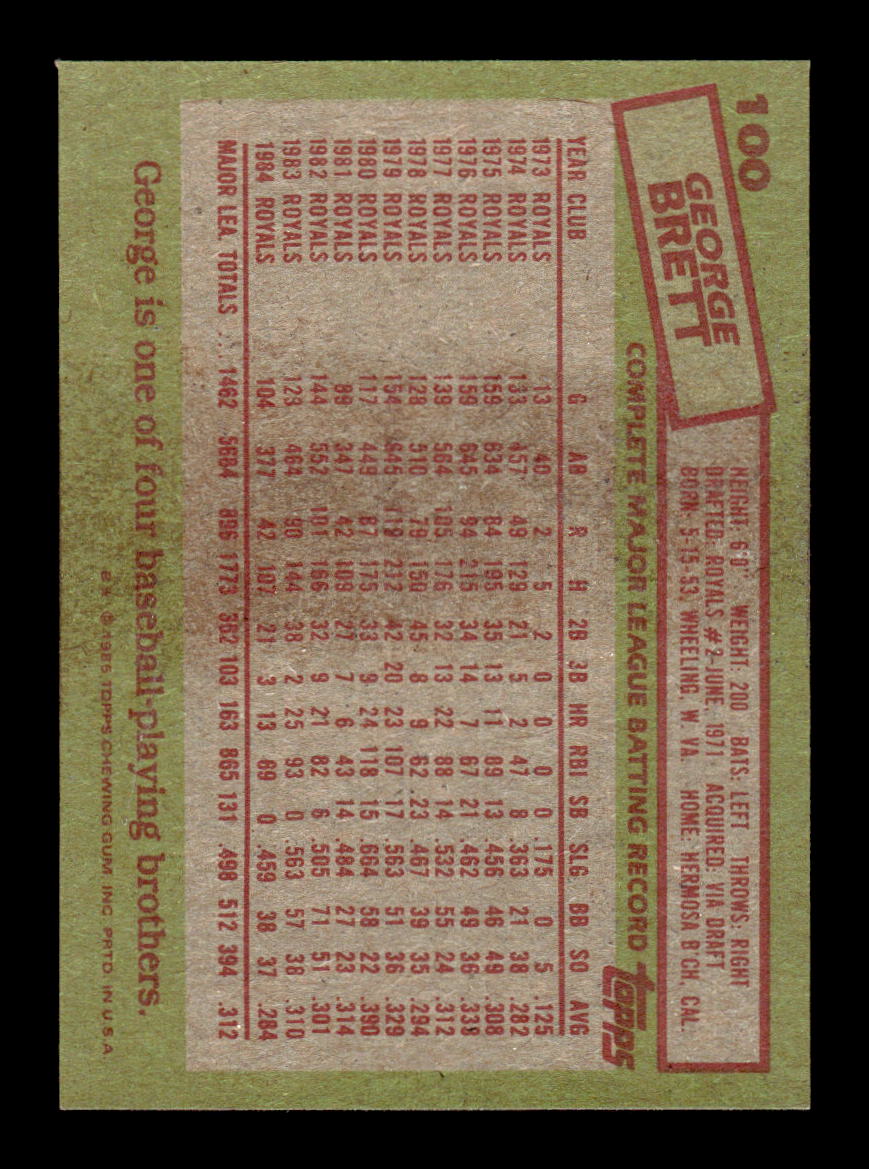 100
GEORGE
BRETT
HEIGHT: 6'0" WEIGHT: 200 BATS: LEFT THROWS: RIGHT
DRAFTED: ROYALS #2-JUNE, 1971 ACQUIRED: VIA DRAFT
BORN: 5-15-53, WHEELING, W. VA. HOME: HERMOSA B'CH, CAL.
COMPLETE MAJOR LEAGUE BATTING RECORD topps
YEAR CLUB G AB R H 2B 3B HR RBI SB SLG BB SO AVG
1973 ROYALS 13 40 2 5 2 0 0 0 0 .175 0 5 .125
1974 ROYALS 133 457 49 129 21 5 2 47 8 .363 21 38 .282
1975 ROYALS 159 634 84 195 35 13 11 89 13 .456 46 49 .308
1976 ROYALS 159 645 94 215 34 14 7 67 21 .462 49 36 .333
1977 ROYALS 139 564 105 176 32 13 22 88 14 .532 55 24 .312
1978 ROYALS 128 510 79 150 45 8 9 62 23 .467 39 35 .294
1979 ROYALS 154 645 119 212 42 20 23 107 17 .563 51 36 .329
1980 ROYALS 117 449 87 175 33 9 24 118 15 .664 58 22 .390
1981 ROYALS 89 347 42 109 27 7 6 43 14 .484 27 23 .314
1982 ROYALS 144 552 101 166 32 9 21 82 6 .505 71 51 .301
1983 ROYALS 123 464 90 144 38 2 25 93 0 .563 57 38 .310
1984 ROYALS 104 377 42 107 21 3 13 69 0 .459 38 37 .284
MAJOR LEA. TOTALS .... 1462 5684 896 1773 362 103 163 865 131 .498 512 394 .312
George is one of four baseball-playing brothers.
© 1985 TOPPS CHEWING GUM INC PRTD. IN U.S.A.